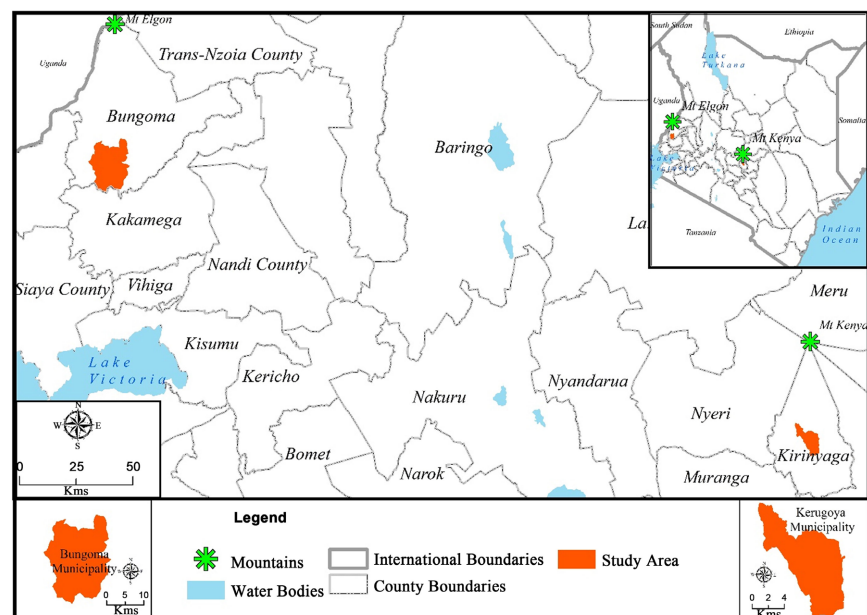 Mt Elgon
Uganda
Trans-Nzoia County
Bungoma
Baringo
Kakamega
Nandi County
Siaya County
Vihiga
Kisumu
Lake
Victoria
Kericho
Nakuru
Nyandarua
Bomet
Narok
La
Meru
Mt Kenya
Nyeri
Kirinyaga
Muranga
South Sudan
Ethiopia
Lake
Turkana
Uganda
Mt Elgon
Mt Kenya
Somalia
Lake
Tanzania
Indian
Ocean
N
W E
S
0 25 50
Kms
Bungoma
Municipality
0 5 10
Kms
Legend
Mountains
Water Bodies
International Boundaries
County Boundaries
Study Area
Kerugoya
Municipality
0 2 4
Kms